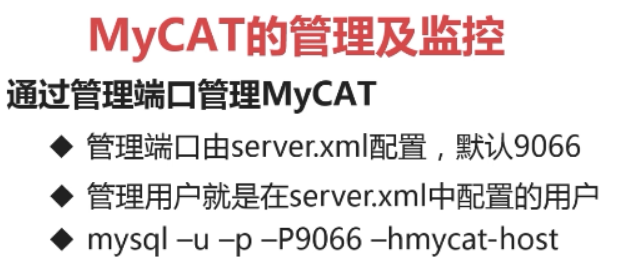 MyCAT的管理及监控
通过管理端口管理MyCAT
◆ 管理端口由server.xml配置，默认9066
◆ 管理用户就是在server.xml中配置的用户
◆ mysql –u –p –P9066 –hmycat-host